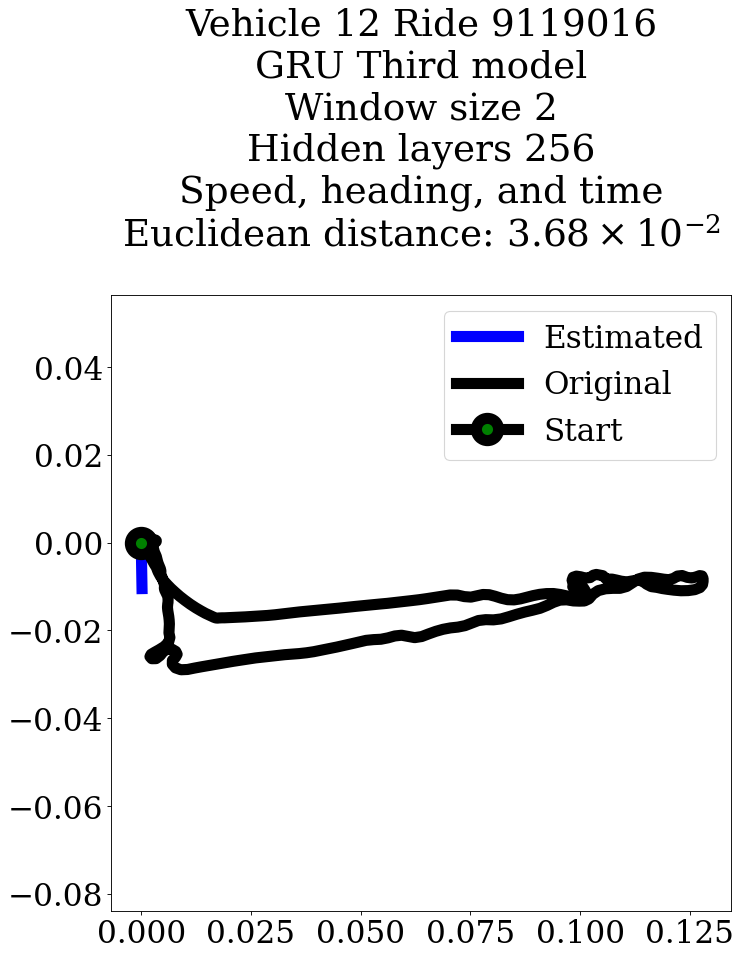 Vehicle 12 Ride 9119016
GRU Third model
Window size 2
Hidden layers 256
Speed, heading, and time
Euclidean distance: 3.68 × 10⁻²
Estimated
Original
Start
0.04
0.02
0.00
−0.02
−0.04
−0.06
−0.08
0.000 0.025 0.050 0.075 0.100 0.125